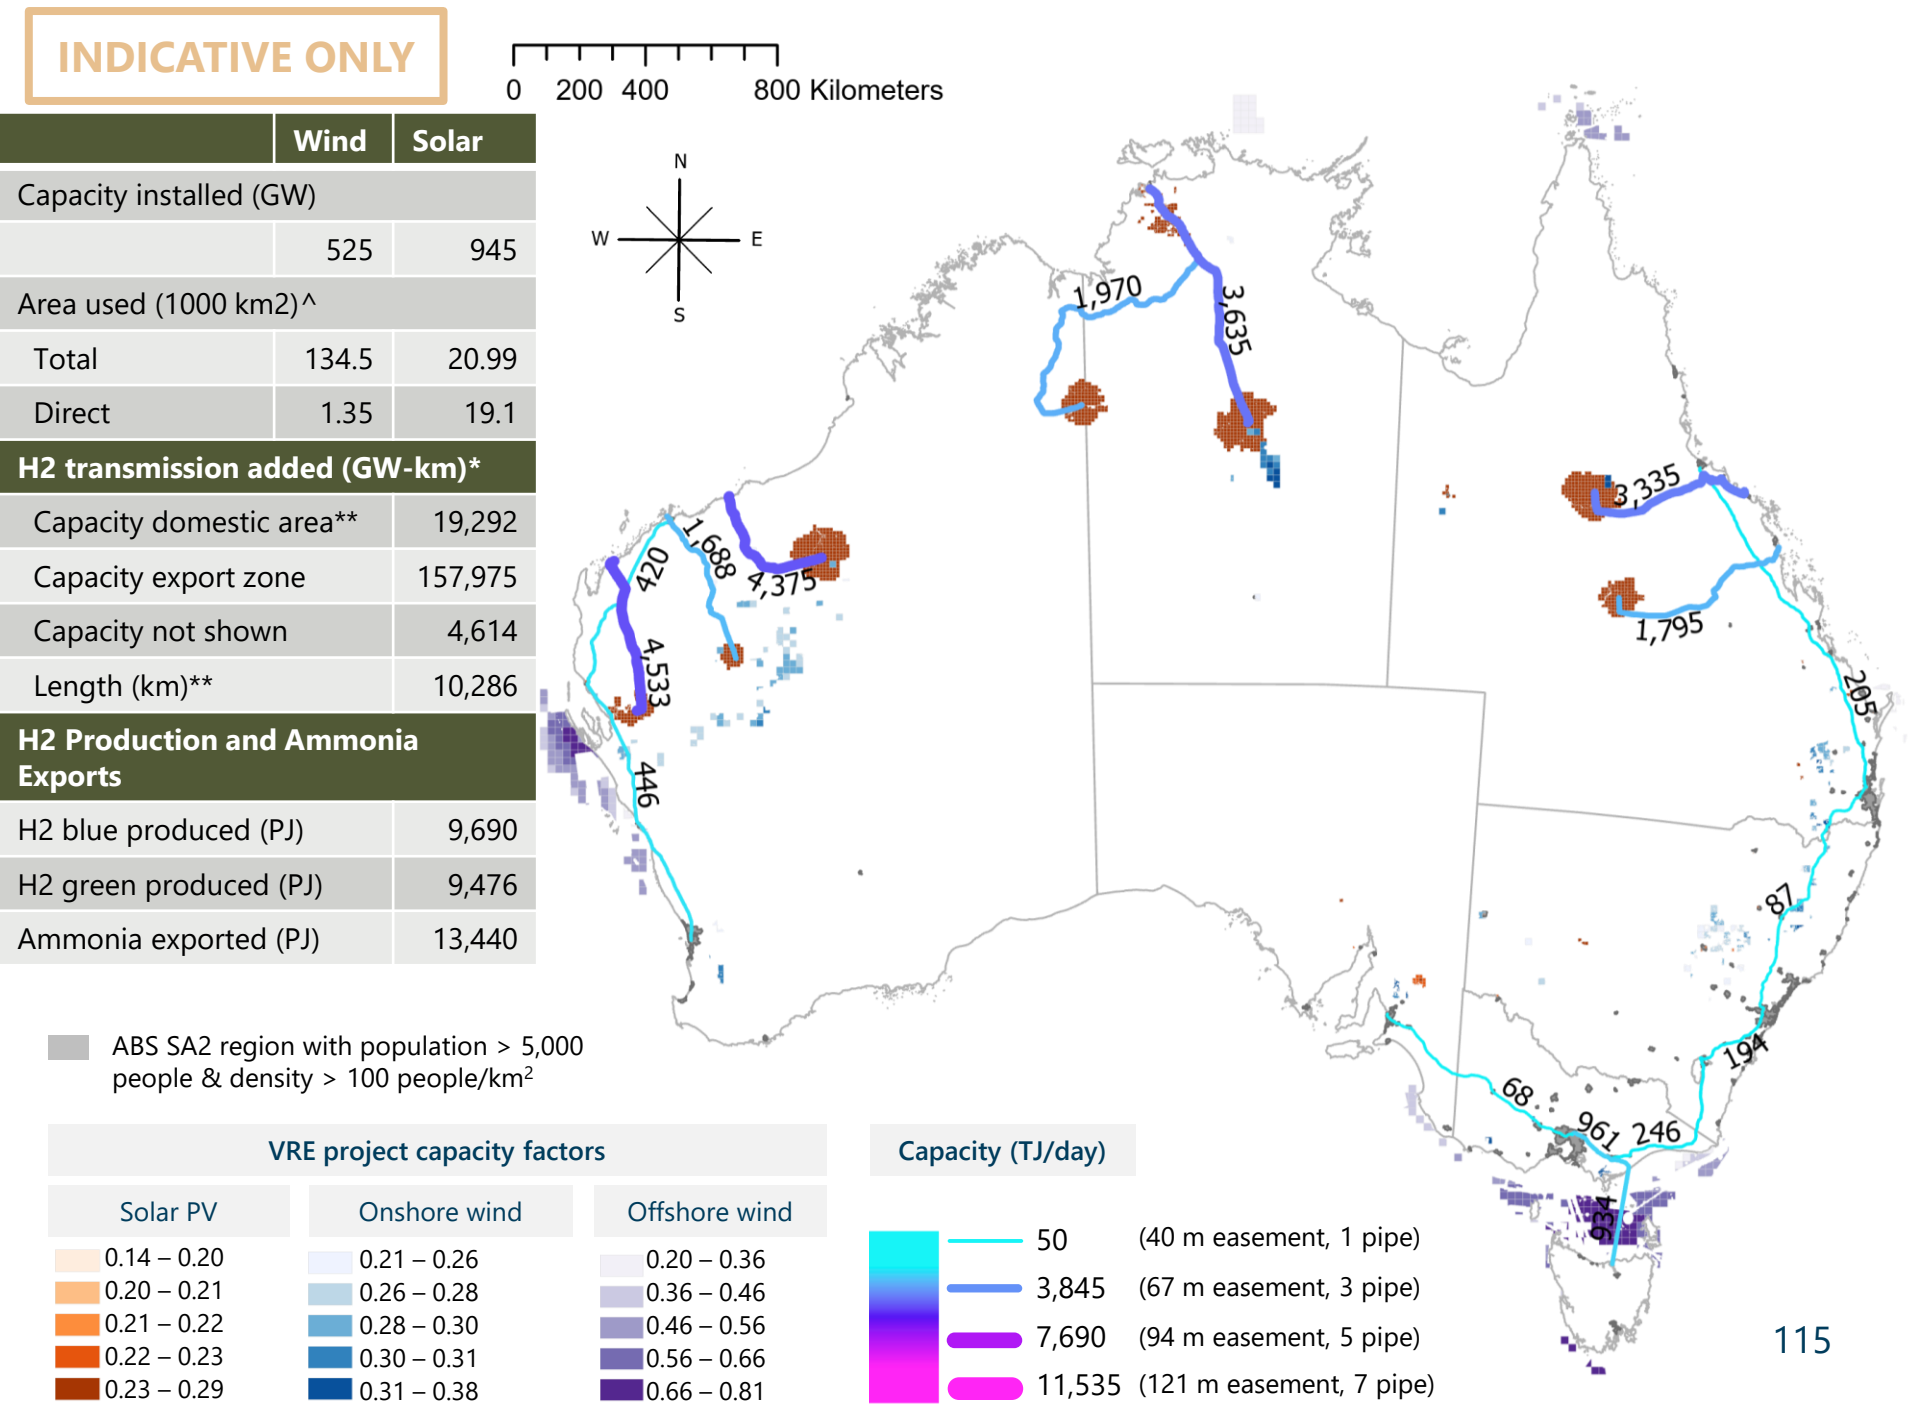 INDICATIVE ONLY
0 200 400 800 Kilometers
N
W E
S
Wind Solar
Capacity installed (GW)
525 945
Area used (1000 km2)^
Total 134.5 20.99
Direct 1.35 19.1
H2 transmission added (GW-km)*
Capacity domestic area** 19,292
Capacity export zone 157,975
Capacity not shown 4,614
Length (km)** 10,286
H2 Production and Ammonia
Exports
H2 blue produced (PJ) 9,690
H2 green produced (PJ) 9,476
Ammonia exported (PJ) 13,440
1,970
3,635
3,335
1,795
205
420
1,688
4,375
4,533
446
87
194
68
961
246
934
ABS SA2 region with population > 5,000
people & density > 100 people/km2
VRE project capacity factors
Solar PV Onshore wind Offshore wind
0.14 – 0.20 0.21 – 0.26 0.20 – 0.36
0.20 – 0.21 0.26 – 0.28 0.36 – 0.46
0.21 – 0.22 0.28 – 0.30 0.46 – 0.56
0.22 – 0.23 0.30 – 0.31 0.56 – 0.66
0.23 – 0.29 0.31 – 0.38 0.66 – 0.81
Capacity (TJ/day)
50 (40 m easement, 1 pipe)
3,845 (67 m easement, 3 pipe)
7,690 (94 m easement, 5 pipe)
11,535 (121 m easement, 7 pipe)
115